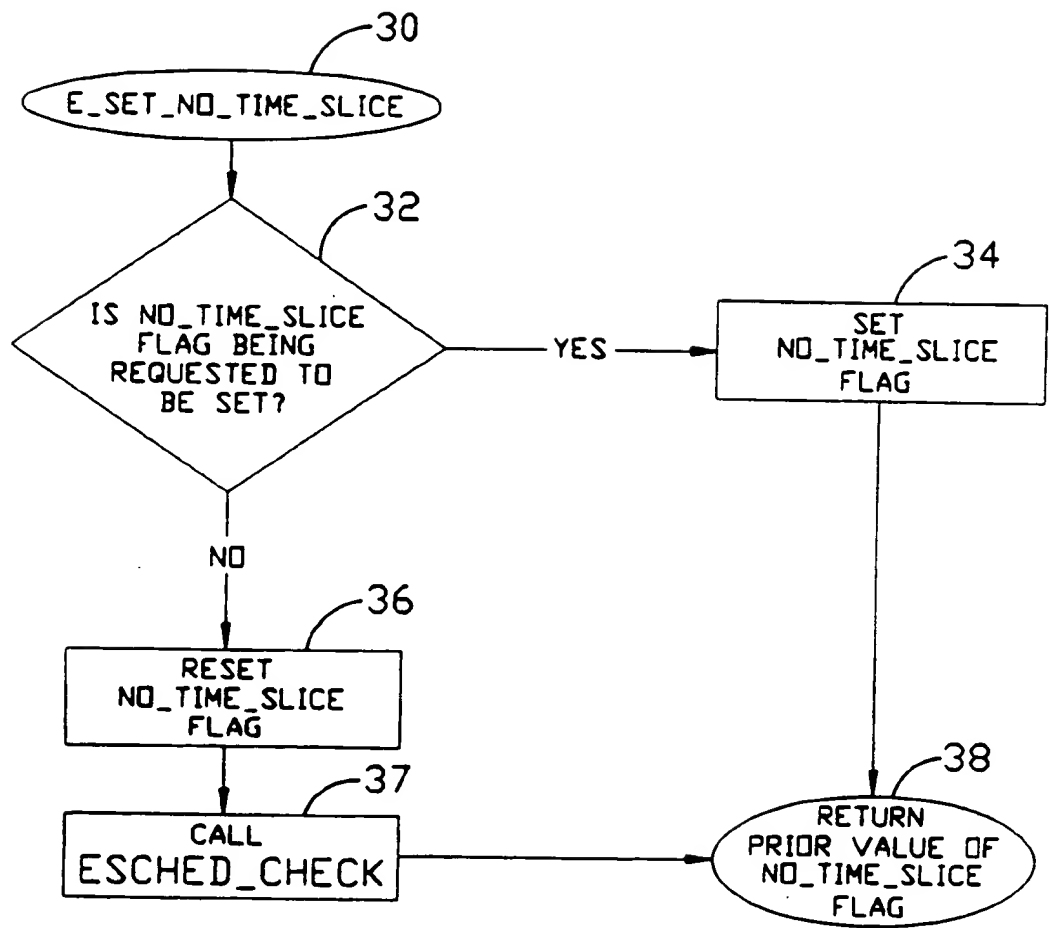 30
E_SET_NO_TIME_SLICE
32
IS NO_TIME_SLICE
FLAG BEING
REQUESTED TO
BE SET?
YES
34
SET
NO_TIME_SLICE
FLAG
NO
36
RESET
NO_TIME_SLICE
FLAG
37
CALL
ESCHED_CHECK
38
RETURN
PRIOR VALUE OF
NO_TIME_SLICE
FLAG